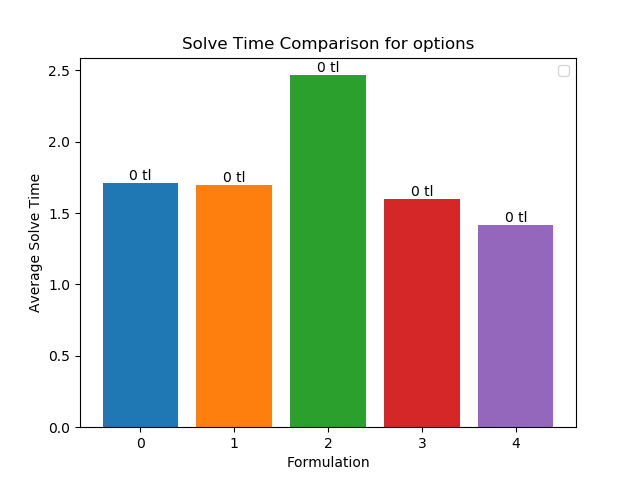 Solve Time Comparison for options
Average Solve Time
2.5
2.0
1.5
1.0
0.5
0.0
0 tl
0 tl
0 tl
0 tl
0 tl
0
1
2
3
4
Formulation